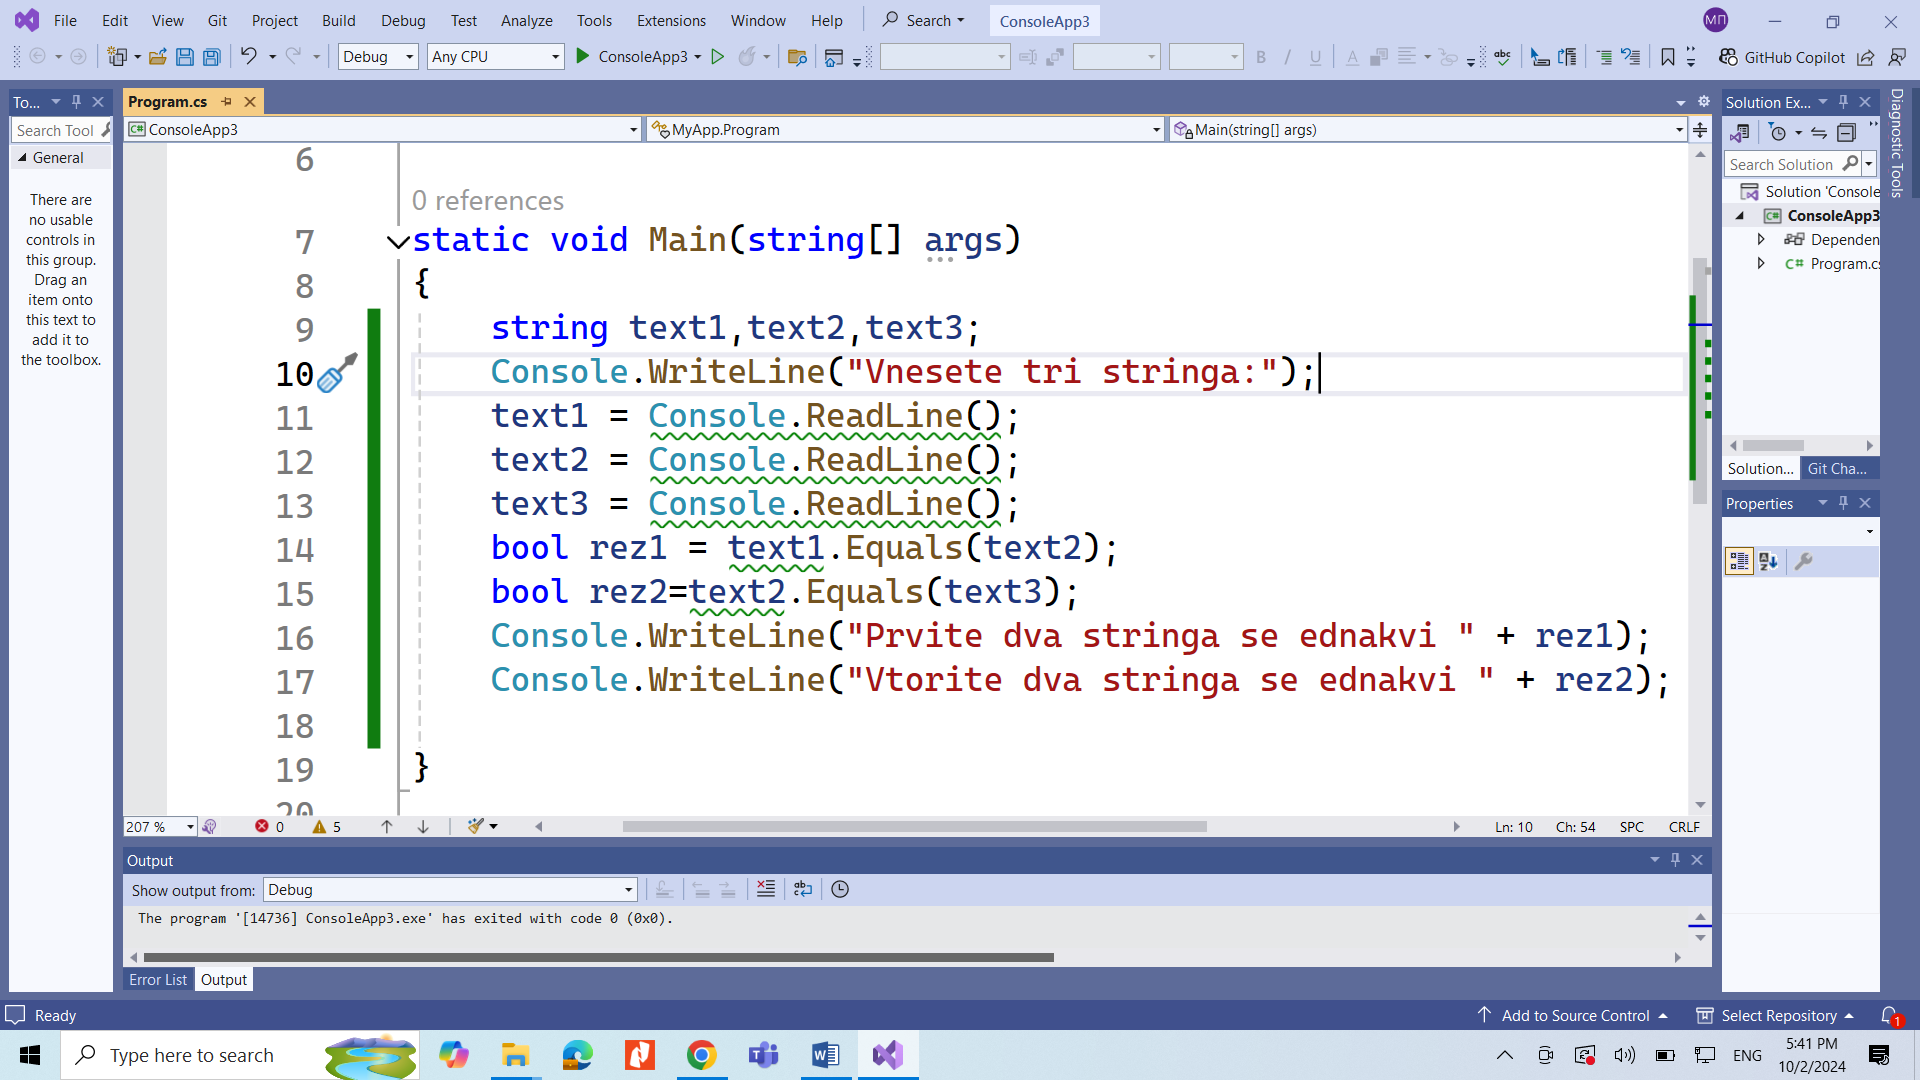 File Edit View Git Project Build Debug Test Analyze Tools Extensions Window Help Search ConsoleApp3 МП
Debug Any CPU ConsoleApp3 GitHub Copilot
To... Program.cs Solution Ex...
Search Tool ConsoleApp3 MyApp.Program Main(string[] args)
General
There are
no usable
controls in
this group.
Drag an
item onto
this text to
add it to
the toolbox.
6
0 references
7 static void Main(string[] args)
8 {
9 string text1,text2,text3;
10 Console.WriteLine("Vnesete tri stringa:");
11 text1 = Console.ReadLine();
12 text2 = Console.ReadLine();
13 text3 = Console.ReadLine();
14 bool rez1 = text1.Equals(text2);
15 bool rez2=text2.Equals(text3);
16 Console.WriteLine("Prvite dva stringa se ednakvi " + rez1);
17 Console.WriteLine("Vtorite dva stringa se ednakvi " + rez2);
18
19 }
20
207 % 0 5 Ln: 10 Ch: 54 SPC CRLF
Search Solution
Solution 'Console
ConsoleApp3
Dependen
Program.cs
Solution... Git Cha...
Properties
Diagnostic Tools
Output
Show output from: Debug
The program '[14736] ConsoleApp3.exe' has exited with code 0 (0x0).
Error List Output
Ready Add to Source Control Select Repository 1
Type here to search ENG 5:41 PM
10/2/2024